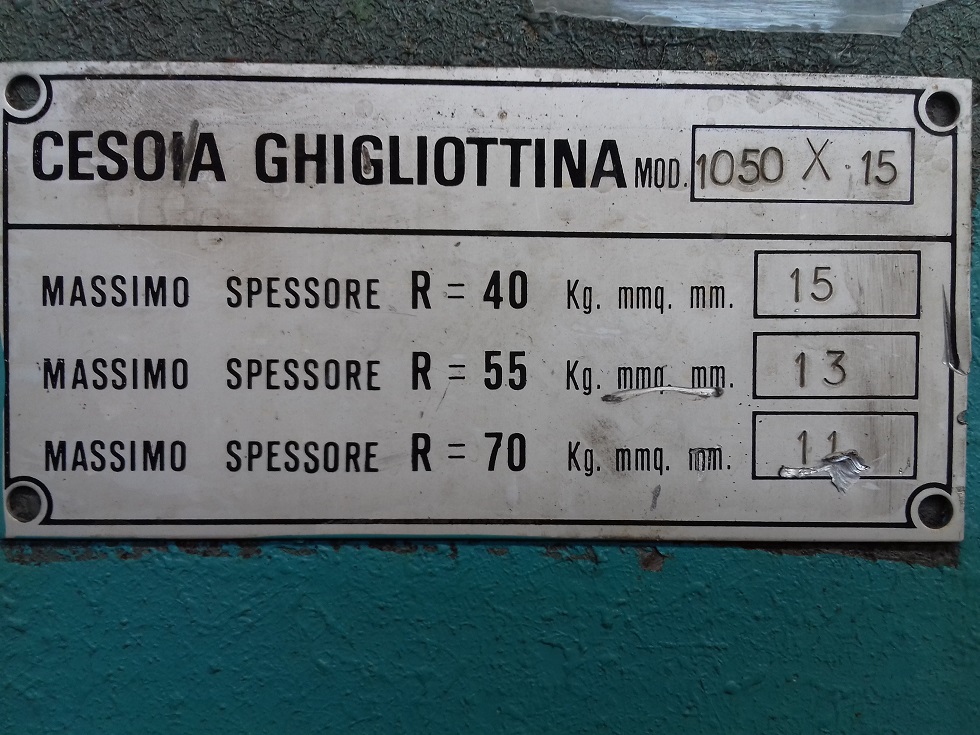 CESOIA GHIGLIOTTINA MOD. 1050 X 15
MASSIMO SPESSORE R = 40 Kg. mmq. mm. 15
MASSIMO SPESSORE R = 55 Kg. mmq. mm. 13
MASSIMO SPESSORE R = 70 Kg. mmq. mm. 11